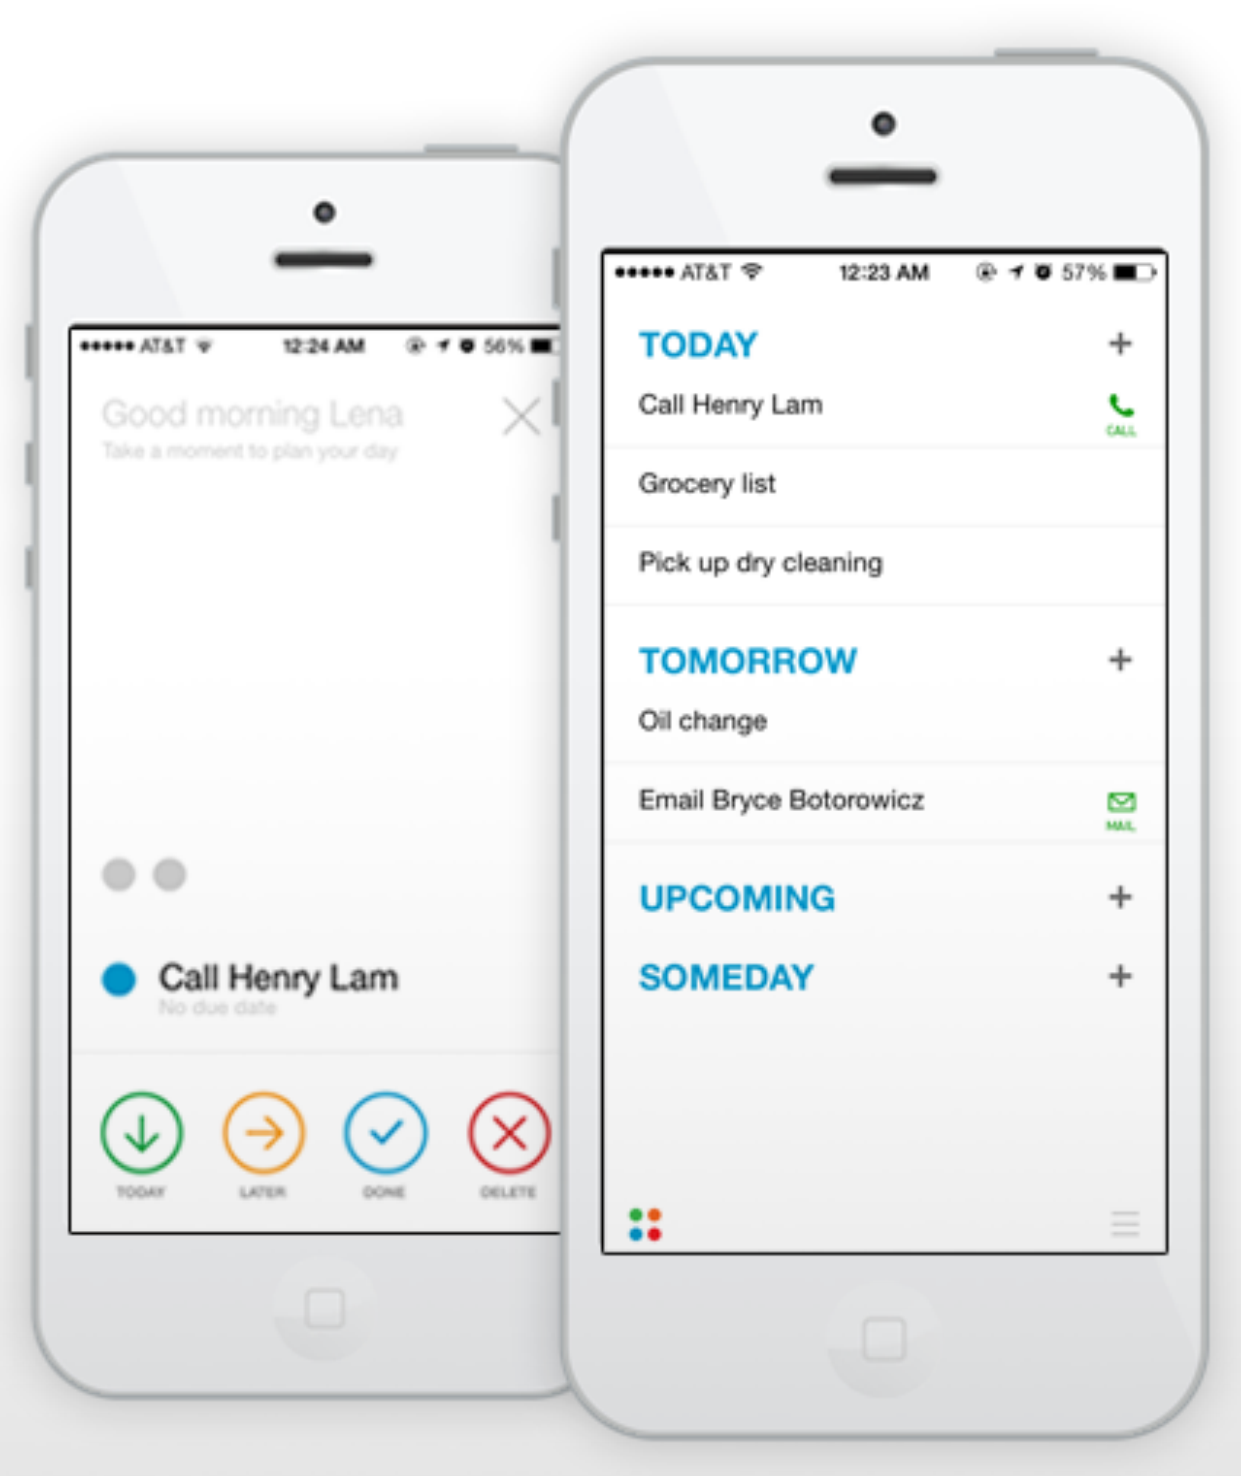 AT&T 12:24 AM 56%
Good morning Lena
Take a moment to plan your day
Call Henry Lam
No due date
TODAY LATER DONE DELETE
AT&T 12:23 AM 57%
TODAY +
Call Henry Lam
CALL
Grocery list
Pick up dry cleaning
TOMORROW +
Oil change
Email Bryce Botorowicz
MAIL
UPCOMING +
SOMEDAY +